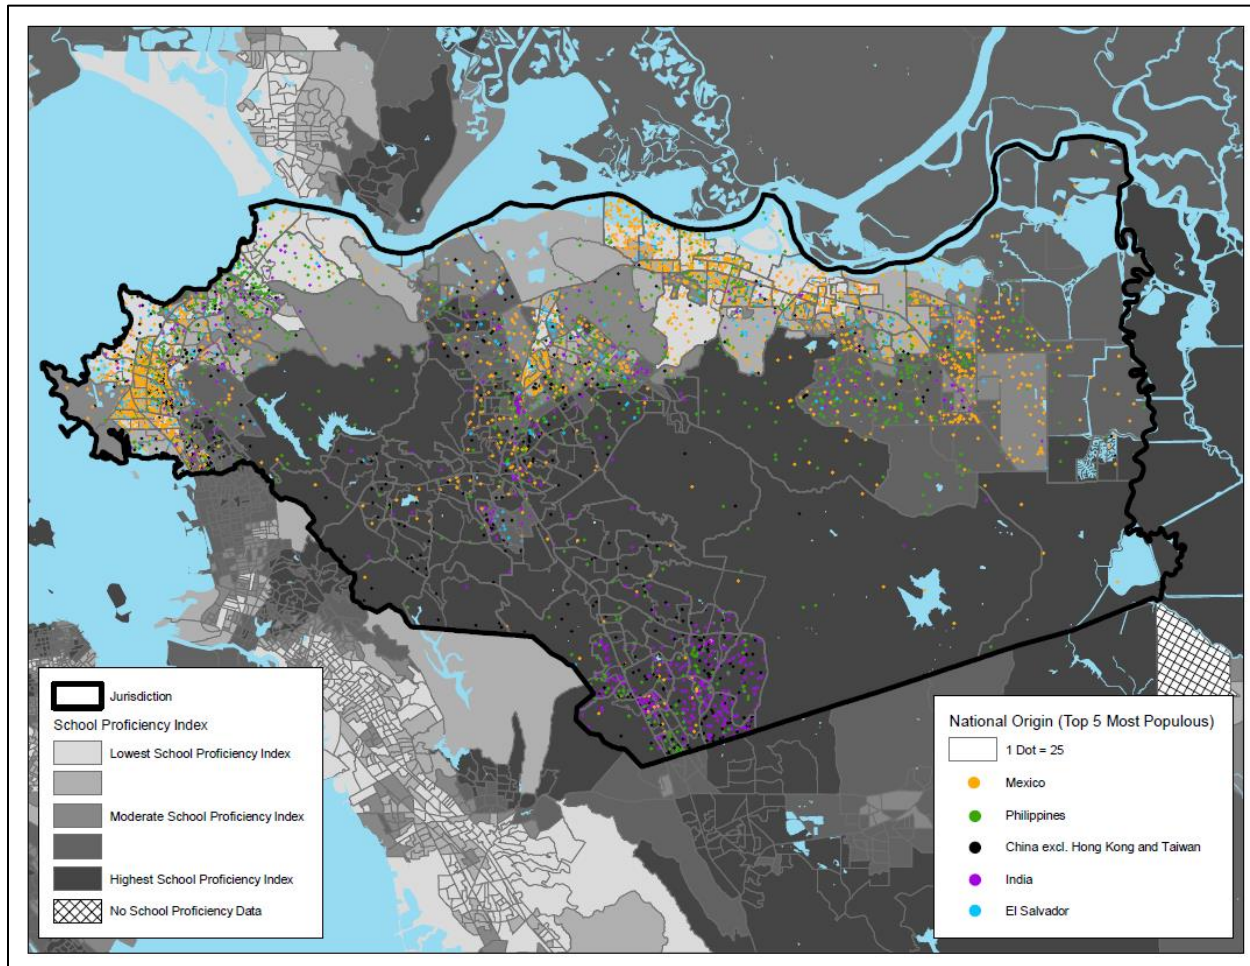 Jurisdiction
School Proficiency Index
Lowest School Proficiency Index
Moderate School Proficiency Index
Highest School Proficiency Index
No School Proficiency Data
National Origin (Top 5 Most Populous)
1 Dot = 25
Mexico
Philippines
China excl. Hong Kong and Taiwan
India
El Salvador